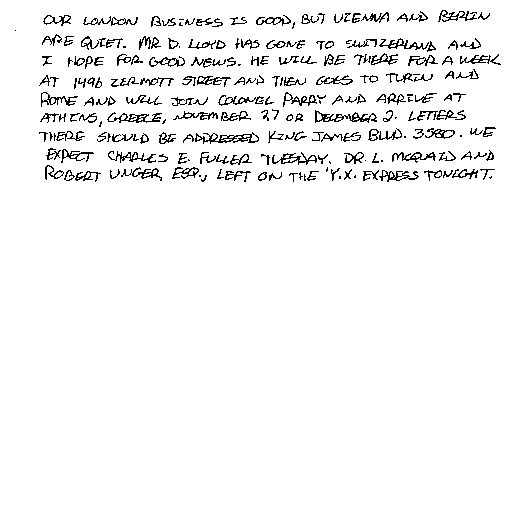 OUR LONDON BUSINESS IS GOOD, BUT VIENNA AND BERLIN
ARE QUIET. MR D. LLOYD HAS GONE TO SWITZERLAND AND
I HOPE FOR GOOD NEWS. HE WILL BE THERE FOR A WEEK
AT 1496 ZERMOTT STREET AND THEN GOES TO TURIN AND
ROME AND WILL JOIN COLONEL PARRY AND ARRIVE AT
ATHENS, GREECE, NOVEMBER 27 OR DECEMBER 2. LETTERS
THERE SHOULD BE ADDRESSED KING JAMES BLVD. 3580. WE
EXPECT CHARLES E. FULLER TUESDAY. DR. L. MCQUAID AND
ROBERT UNGER, ESQ., LEFT ON THE 'Y.X. EXPRESS TONIGHT.